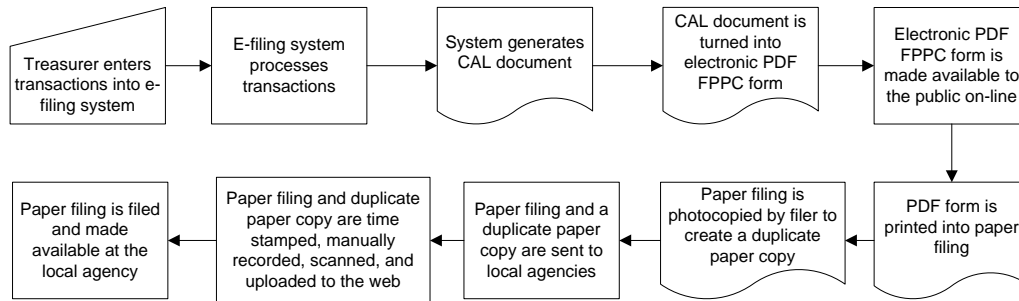 Treasurer enters
transactions into e-
filing system
E-filing system
processes
transactions
System generates
CAL document
CAL document is
turned into
electronic PDF
FPPC form
Electronic PDF
FPPC form is
made available to
the public on-line
Paper filing is filed
and made
available at the
local agency
Paper filing and duplicate
paper copy are time
stamped, manually
recorded, scanned, and
uploaded to the web
Paper filing and a
duplicate paper
copy are sent to
local agencies
Paper filing is
photocopied by filer to
create a duplicate
paper copy
PDF form is
printed into paper
filing